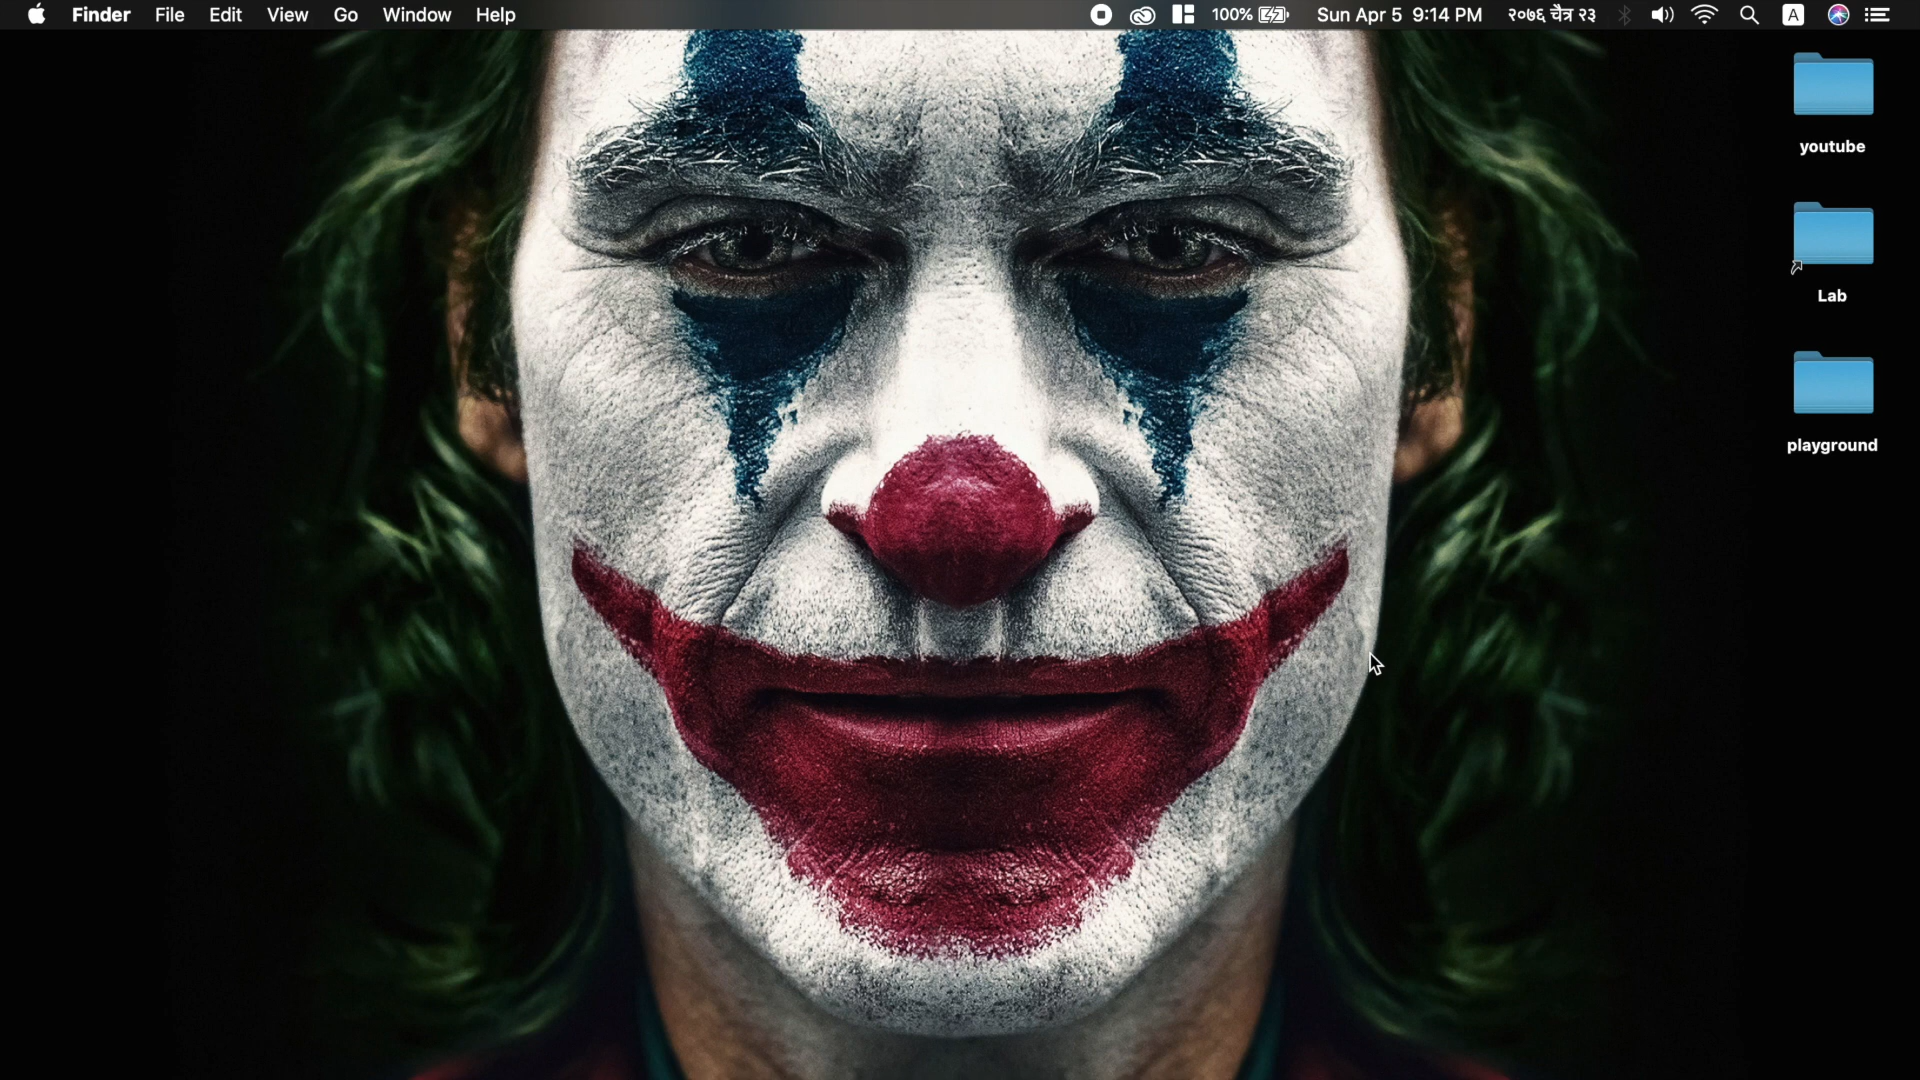 Finder File Edit View Go Window Help 100% Sun Apr 5 9:14 PM २०७६ चैत्र २३ A
youtube
Lab
playground